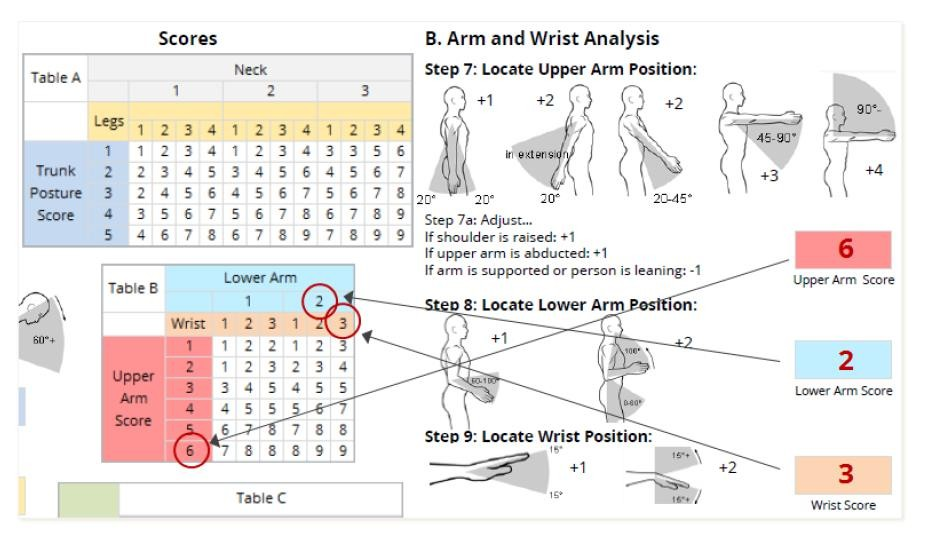 Scores
Table A
Neck
1 2 3
Legs
1 2 3 4 1 2 3 4 1 2 3 4
Trunk
Posture
Score
1 1 2 3 4 1 2 3 4 3 3 5 6
2 2 3 4 5 3 4 5 6 4 5 6 7
3 2 4 5 6 4 5 6 7 5 6 7 8
4 3 5 6 7 5 6 7 8 6 7 8 9
5 4 6 7 8 6 7 8 9 7 8 9 9
60°+
Table B
Lower Arm
1 2
Wrist 1 2 3 1 2 3
Upper
Arm
Score
1 1 2 2 1 2 3
2 1 2 3 2 3 4
3 3 4 5 4 5 5
4 4 5 5 5 6 7
5 6 7 8 7 8 8
6 7 8 8 8 9 9
Table C
B. Arm and Wrist Analysis
Step 7: Locate Upper Arm Position:
+1 +2 +2 +3 +4
20° 20° in extension 20° 20-45° 45-90° 90°-
Step 7a: Adjust...
If shoulder is raised: +1
If upper arm is abducted: +1
If arm is supported or person is leaning: -1
Step 8: Locate Lower Arm Position:
+1 +2
60-100° 100° 0-60°
Step 9: Locate Wrist Position:
15° +1 15°
15°+ +2 15°+
6
Upper Arm Score
2
Lower Arm Score
3
Wrist Score